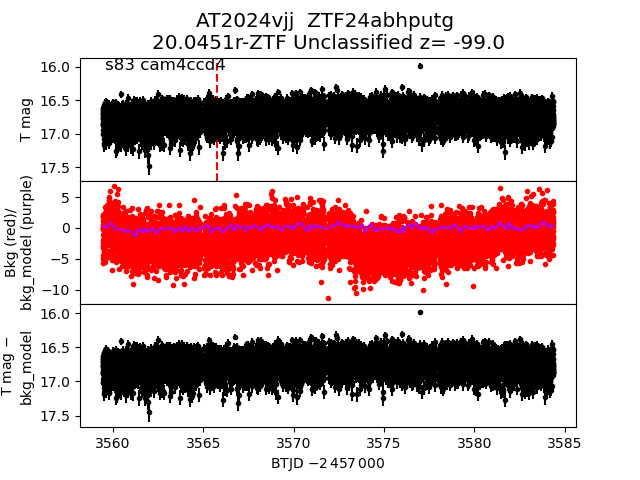 AT2024vjj  ZTF24abhputg
20.0451r-ZTF Unclassified z= -99.0
s83 cam4ccd4
16.0
16.5
17.0
17.5
T mag
5
0
−5
−10
Bkg (red)/
bkg_model (purple)
16.0
16.5
17.0
17.5
T mag −
bkg_model
3560
3565
3570
3575
3580
3585
BTJD −2 457 000